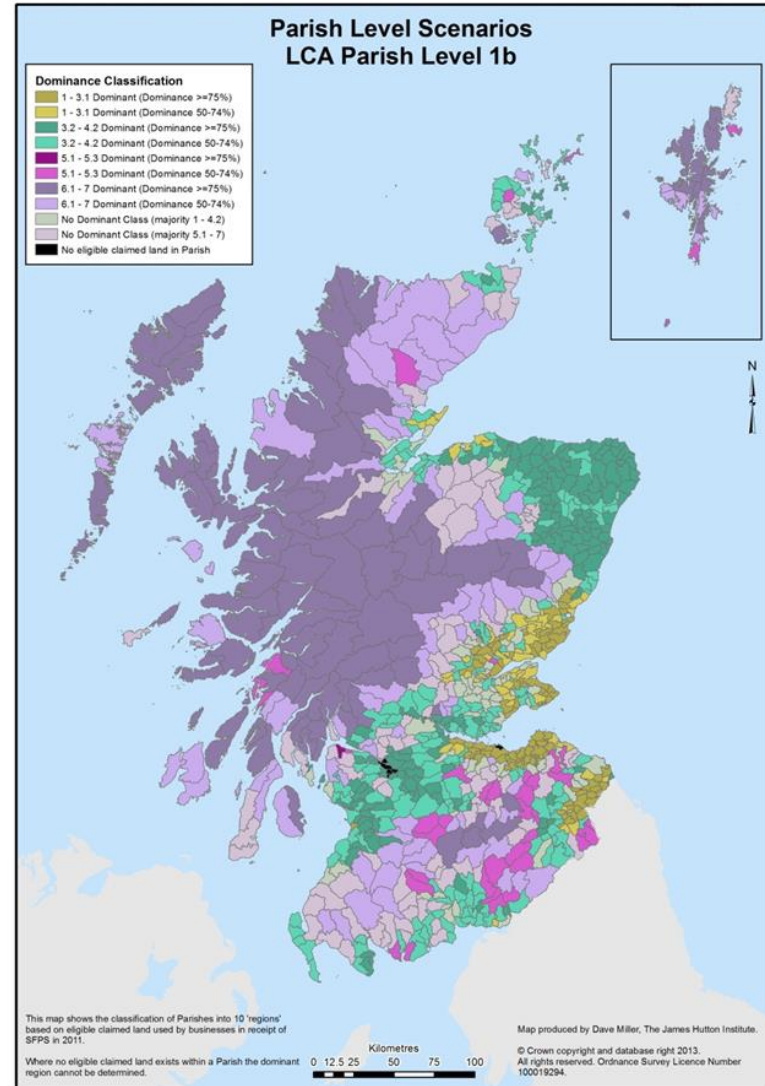 Parish Level Scenarios
LCA Parish Level 1b
Dominance Classification
1 - 3.1 Dominant (Dominance >=75%)
1 - 3.1 Dominant (Dominance 50-74%)
3.2 - 4.2 Dominant (Dominance >=75%)
3.2 - 4.2 Dominant (Dominance 50-74%)
5.1 - 5.3 Dominant (Dominance >=75%)
5.1 - 5.3 Dominant (Dominance 50-74%)
6.1 - 7 Dominant (Dominance >=75%)
6.1 - 7 Dominant (Dominance 50-74%)
No Dominant Class (majority 1 - 4.2)
No Dominant Class (majority 5.1 - 7)
No eligible claimed land in Parish
N
This map shows the classification of Parishes into 10 'regions'
based on eligible claimed land used by businesses in receipt of
SFPS in 2011.
Where no eligible claimed land exists within a Parish the dominant
region cannot be determined.
Kilometres
0 12.5 25 50 75 100
Map produced by Dave Miller, The James Hutton Institute.
© Crown copyright and database right 2013.
All rights reserved. Ordnance Survey Licence Number
100019294.